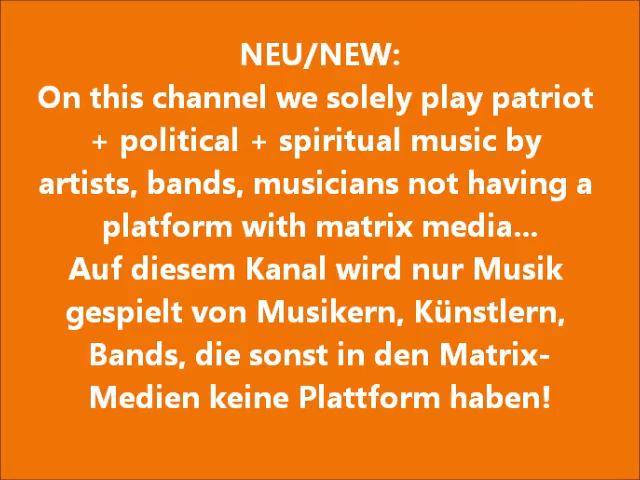 NEU/NEW:
On this channel we solely play patriot
+ political + spiritual music by
artists, bands, musicians not having a
platform with matrix media...
Auf diesem Kanal wird nur Musik
gespielt von Musikern, Künstlern,
Bands, die sonst in den Matrix-
Medien keine Plattform haben!